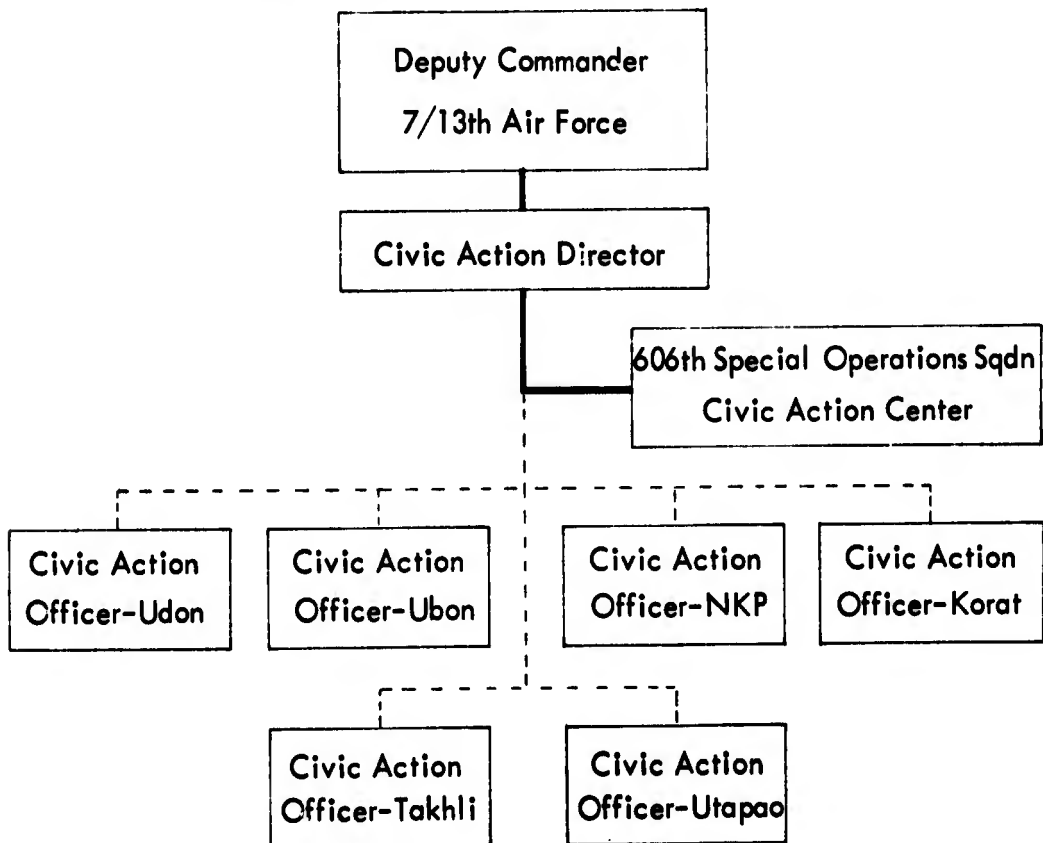 Deputy Commander
7/13th Air Force
Civic Action Director
606th Special Operations Sqdn
Civic Action Center
Civic Action
Officer-Udon
Civic Action
Officer-Ubon
Civic Action
Officer-NKP
Civic Action
Officer-Korat
Civic Action
Officer-Takhli
Civic Action
Officer-Utapao